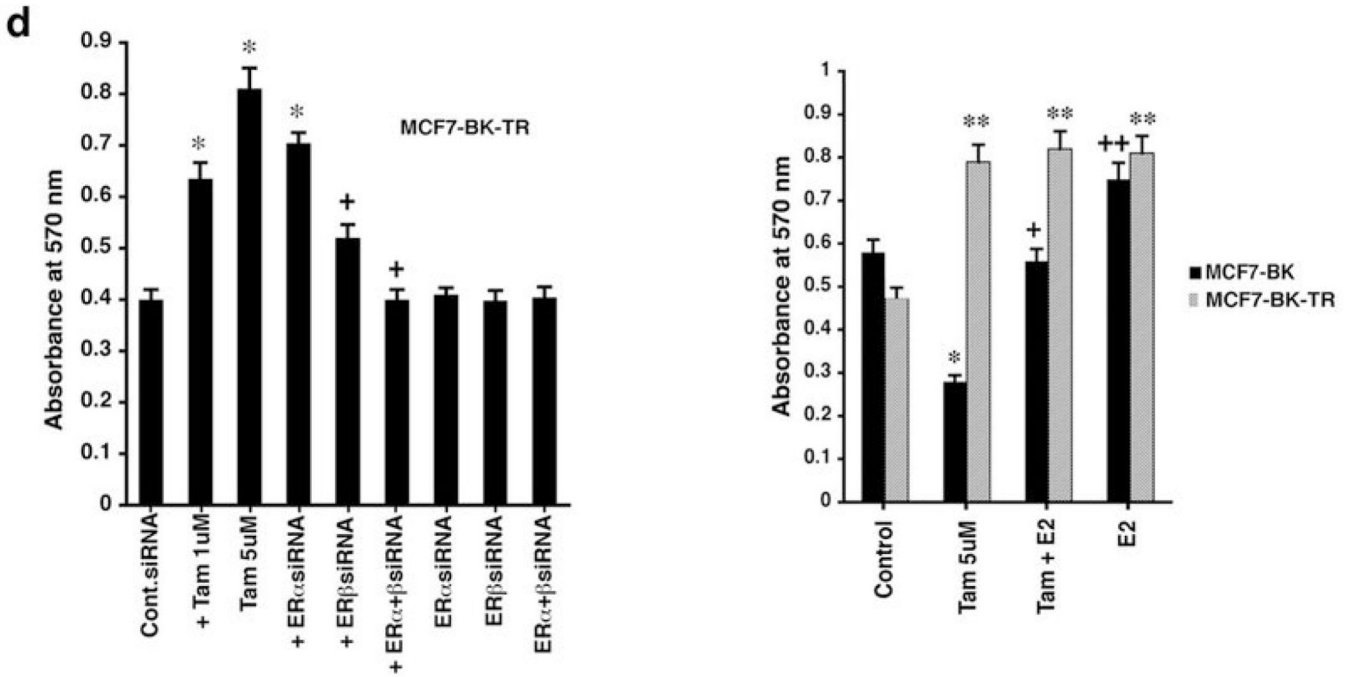 d
Absorbance at 570 nm
0.9
0.8
0.7
0.6
0.5
0.4
0.3
0.2
0.1
0
*
*
*
+
+
MCF7-BK-TR
Cont.siRNA
+ Tam 1uM
Tam 5uM
+ ERαsiRNA
+ ERβsiRNA
+ ERα+βsiRNA
ERαsiRNA
ERβsiRNA
ERα+βsiRNA
Absorbance at 570 nm
1
0.9
0.8
0.7
0.6
0.5
0.4
0.3
0.2
0.1
0
*
**
+
**
++
**
Control
Tam 5uM
Tam + E2
E2
MCF7-BK
MCF7-BK-TR